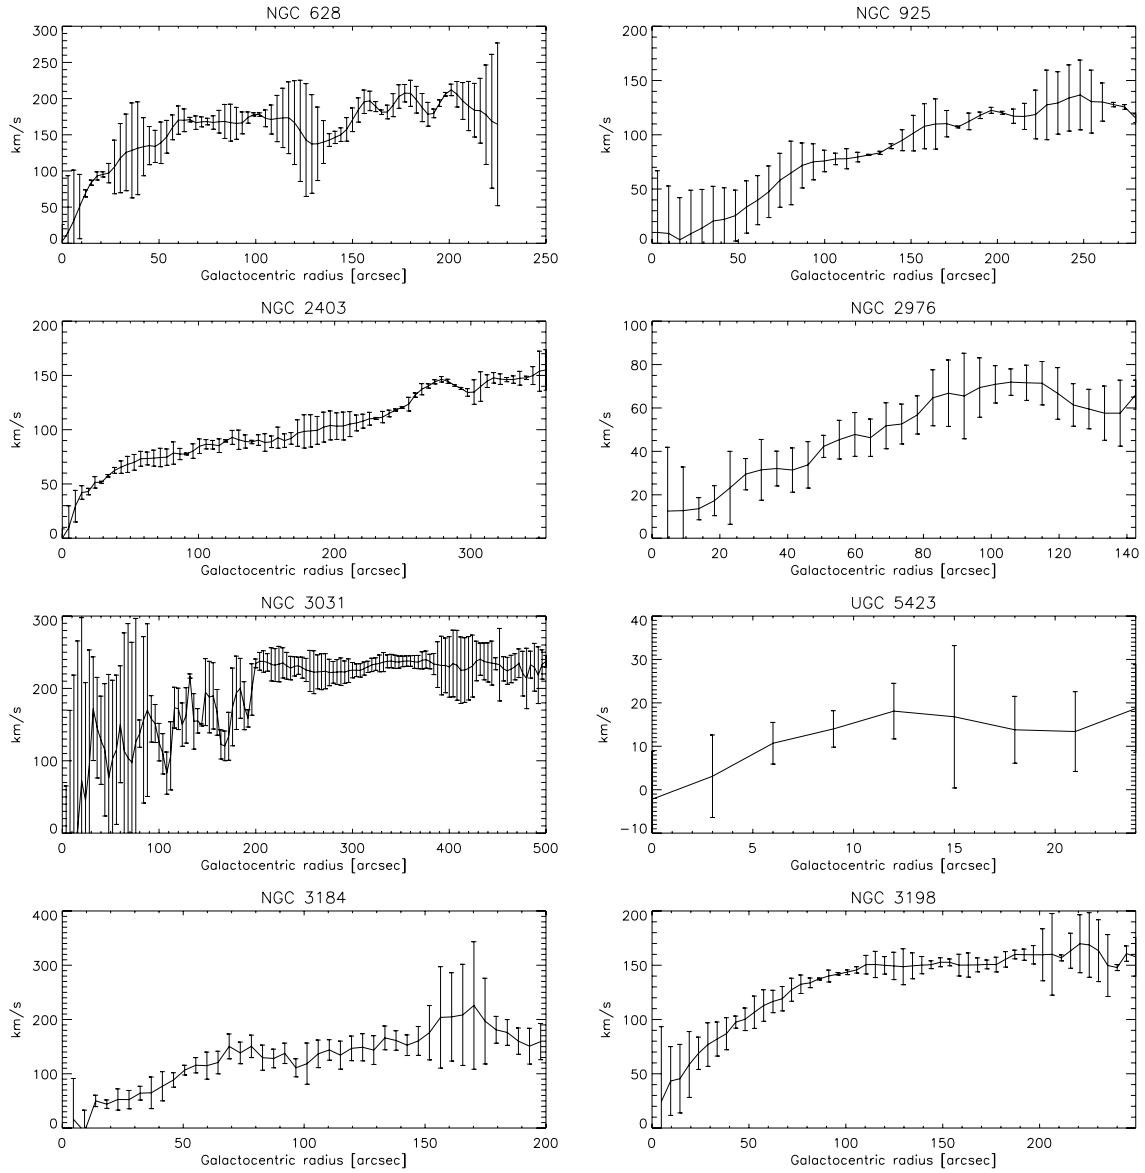 NGC 628
300
250
200
150
100
50
0
km/s
0 50 100 150 200 250
Galactocentric radius [arcsec]
NGC 925
200
150
100
50
0
km/s
0 50 100 150 200 250
Galactocentric radius [arcsec]
NGC 2403
200
150
100
50
0
km/s
0 100 200 300
Galactocentric radius [arcsec]
NGC 2976
100
80
60
40
20
0
km/s
0 20 40 60 80 100 120 140
Galactocentric radius [arcsec]
NGC 3031
300
200
100
0
km/s
0 100 200 300 400 500
Galactocentric radius [arcsec]
UGC 5423
40
30
20
10
0
−10
km/s
0 5 10 15 20
Galactocentric radius [arcsec]
NGC 3184
400
300
200
100
0
km/s
0 50 100 150 200
Galactocentric radius [arcsec]
NGC 3198
200
150
100
50
0
km/s
0 50 100 150 200
Galactocentric radius [arcsec]